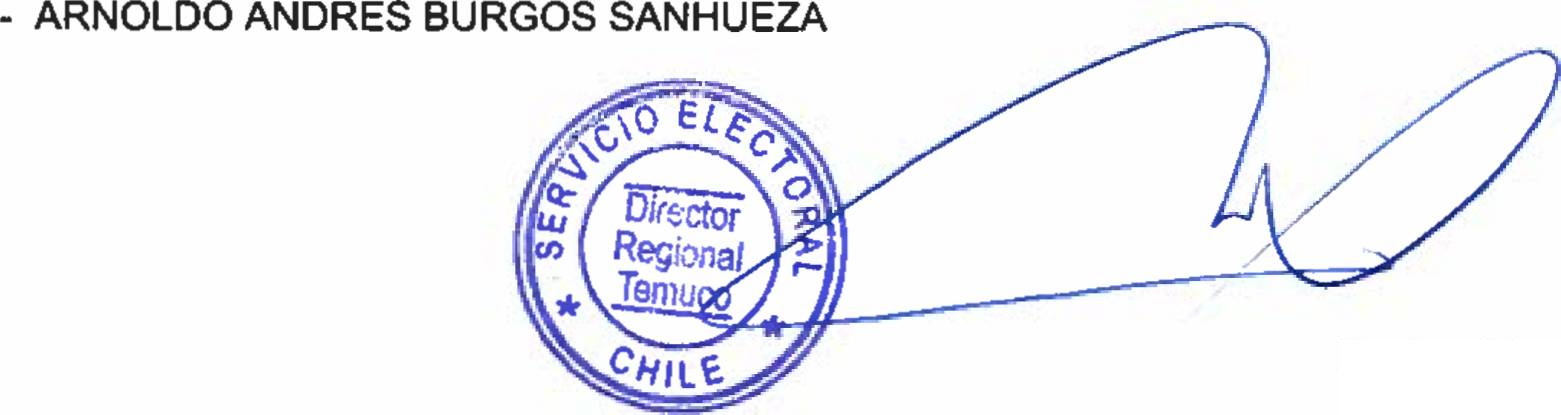 - ARNOLDO ANDRES BURGOS SANHUEZA
SERVICIO ELECTORAL
Director
Regional
Temuco
* CHILE *